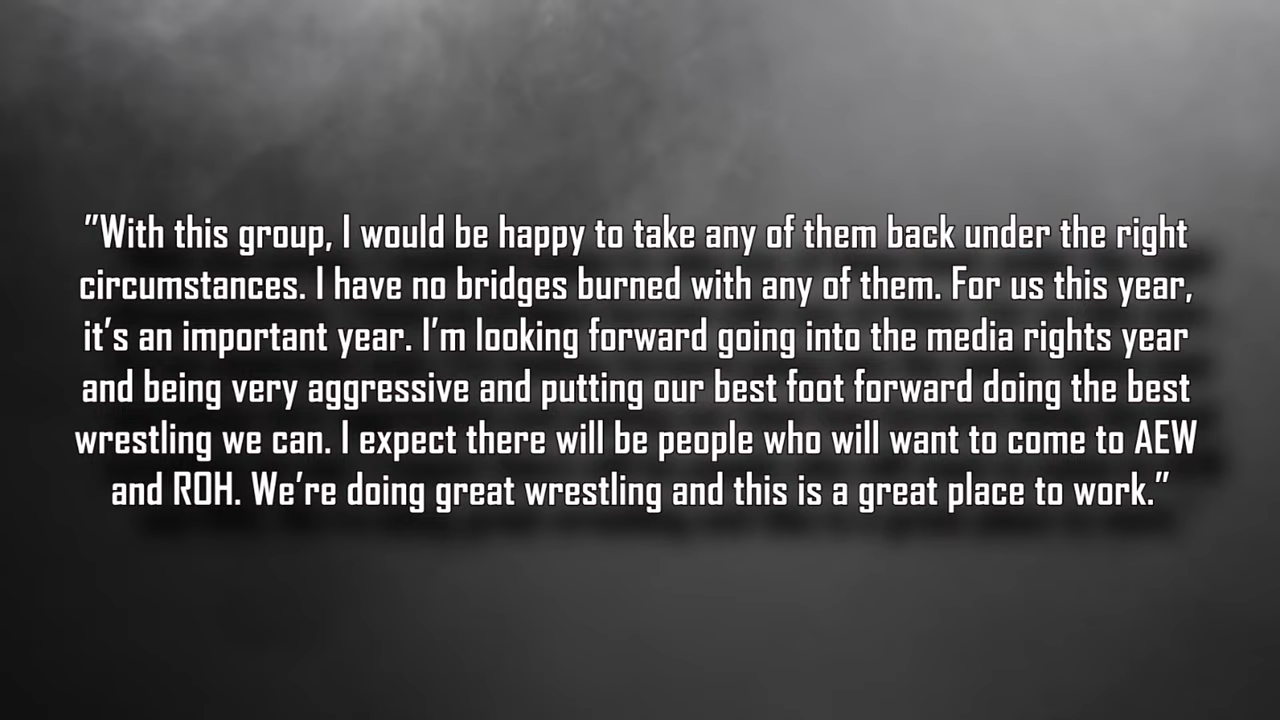 "With this group, I would be happy to take any of them back under the right
circumstances. I have no bridges burned with any of them. For us this year,
it's an important year. I'm looking forward going into the media rights year
and being very aggressive and putting our best foot forward doing the best
wrestling we can. I expect there will be people who will want to come to AEW
and ROH. We're doing great wrestling and this is a great place to work."